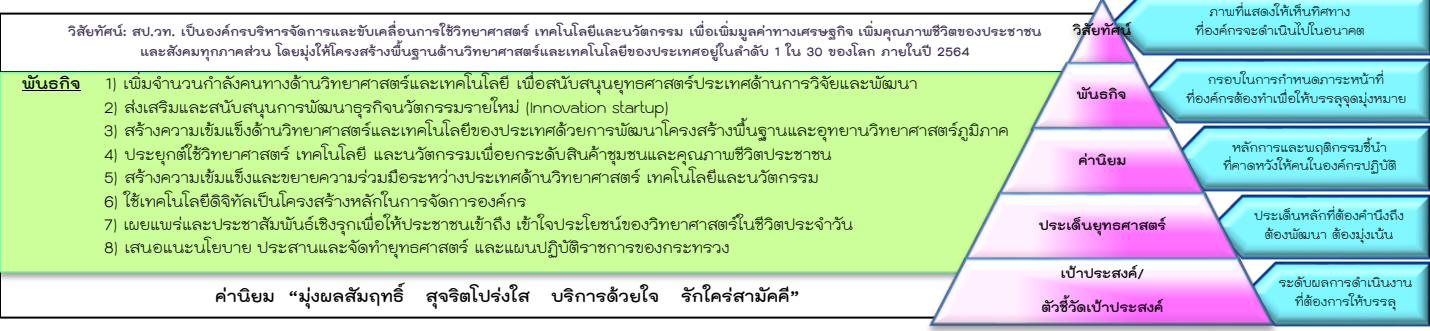 วิสัยทัศน์: สป.วท. เป็นองค์กรบริหารจัดการและขับเคลื่อนการใช้วิทยาศาสตร์ เทคโนโลยีและนวัตกรรม เพื่อเพิ่มมูลค่าทางเศรษฐกิจ เพิ่มคุณภาพชีวิตของประชาชน
และสังคมทุกภาคส่วน โดยมุ่งให้โครงสร้างพื้นฐานด้านวิทยาศาสตร์และเทคโนโลยีของประเทศอยู่ในลำดับ 1 ใน 30 ของโลก ภายในปี 2564
พันธกิจ 1) เพิ่มจำนวนกำลังคนทางด้านวิทยาศาสตร์และเทคโนโลยี เพื่อสนับสนุนยุทธศาสตร์ประเทศด้านการวิจัยและพัฒนา
2) ส่งเสริมและสนับสนุนการพัฒนาธุรกิจนวัตกรรมรายใหม่ (Innovation startup)
3) สร้างความเข้มแข็งด้านวิทยาศาสตร์และเทคโนโลยีของประเทศด้วยการพัฒนาโครงสร้างพื้นฐานและอุทยานวิทยาศาสตร์ภูมิภาค
4) ประยุกต์ใช้วิทยาศาสตร์ เทคโนโลยี และนวัตกรรมเพื่อยกระดับสินค้าชุมชนและคุณภาพชีวิตประชาชน
5) สร้างความเข้มแข็งและขยายความร่วมมือระหว่างประเทศด้านวิทยาศาสตร์ เทคโนโลยีและนวัตกรรม
6) ใช้เทคโนโลยีดิจิทัลเป็นโครงสร้างหลักในการจัดการองค์กร
7) เผยแพร่และประชาสัมพันธ์เชิงรุกเพื่อให้ประชาชนเข้าถึง เข้าใจประโยชน์ของวิทยาศาสตร์ในชีวิตประจำวัน
8) เสนอแนะนโยบาย ประสานและจัดทำยุทธศาสตร์ และแผนปฏิบัติราชการของกระทรวง
ค่านิยม “มุ่งผลสัมฤทธิ์ สุจริตโปร่งใส บริการด้วยใจ รักใคร่สามัคคี”
วิสัยทัศน์
ภาพที่แสดงให้เห็นทิศทาง
ที่องค์กรจะดำเนินไปในอนาคต
พันธกิจ
กรอบในการกำหนดภาระหน้าที่
ที่องค์กรต้องทำเพื่อให้บรรลุจุดมุ่งหมาย
ค่านิยม
หลักการและพฤติกรรมชี้นำ
ที่คาดหวังให้คนในองค์กรปฏิบัติ
ประเด็นยุทธศาสตร์
ประเด็นหลักที่ต้องคำนึงถึง
ต้องพัฒนา ต้องมุ่งเน้น
เป้าประสงค์/
ตัวชี้วัดเป้าประสงค์
ระดับผลการดำเนินงาน
ที่ต้องการให้บรรลุ